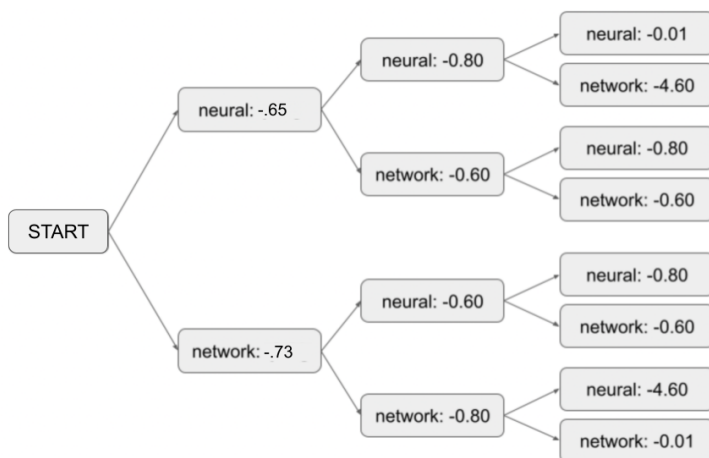 neural: -0.01
neural: -0.80
network: -4.60
neural: -.65
neural: -0.80
network: -0.60
network: -0.60
START
neural: -0.80
neural: -0.60
network: -0.60
network: -.73
neural: -4.60
network: -0.80
network: -0.01